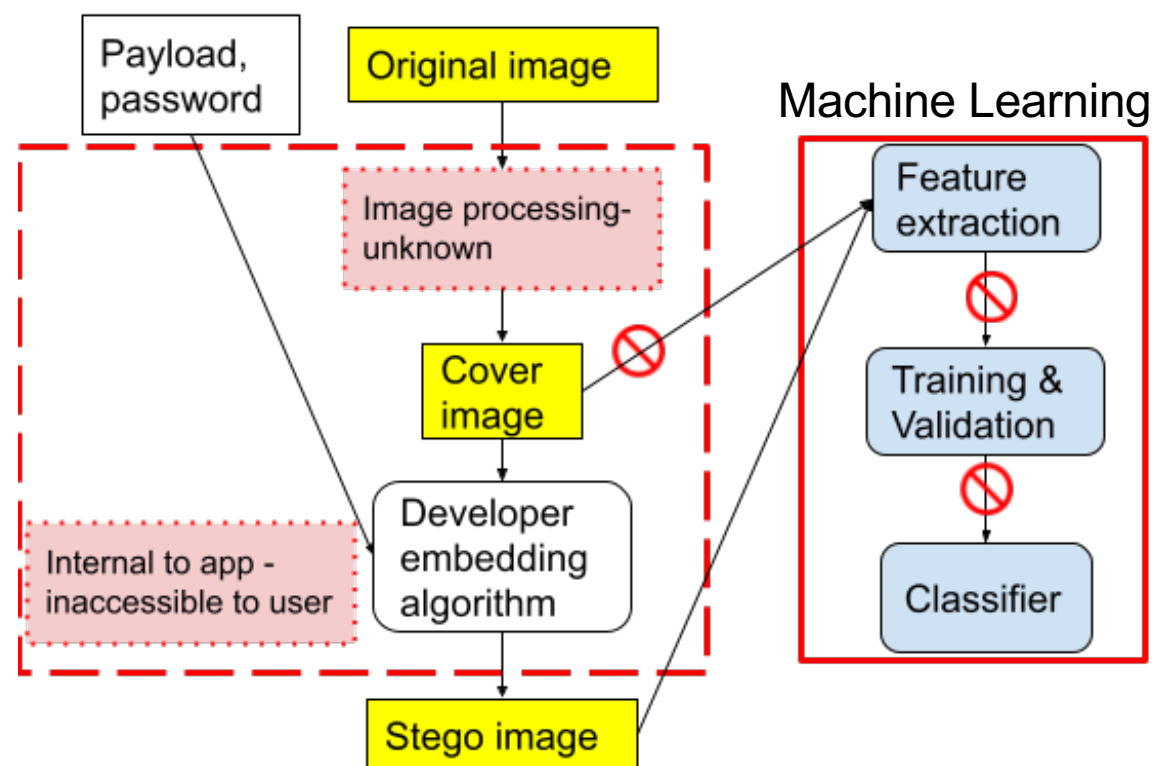 Payload,
password
Original image
Machine Learning
Image processing-
unknown
Feature
extraction
Cover
image
Training &
Validation
Developer
embedding
algorithm
Internal to app -
inaccessible to user
Classifier
Stego image